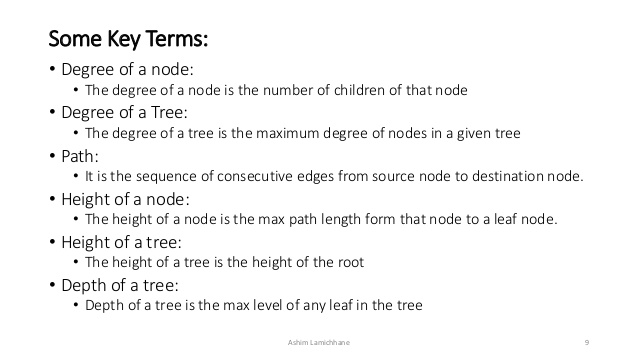 Some Key Terms:
• Degree of a node:
• The degree of a node is the number of children of that node
• Degree of a Tree:
• The degree of a tree is the maximum degree of nodes in a given tree
• Path:
• It is the sequence of consecutive edges from source node to destination node.
• Height of a node:
• The height of a node is the max path length form that node to a leaf node.
• Height of a tree:
• The height of a tree is the height of the root
• Depth of a tree:
• Depth of a tree is the max level of any leaf in the tree
Ashim Lamichhane 9